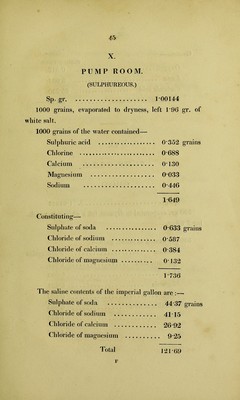 45
X.
PUMP ROOM.
(SULPHUREOUS.)
Sp. gr. ..................... 1·00144
1000 grains, evaporated to dryness, left 1·96 gr. of
white salt.
1000 grains of the water contained—
Sulphuric acid ................. 0·352 grains
Chlorine ...................... 0·688
Calcium ..................... 0·130
Magnesium ................... 0·033
Sodium ..................... 0·446
1·649
Constituting—
Sulphate of soda ............... 0·633 grains
Chloride of sodium ............. 0·587
Chloride of calcium ............. 0·384
Chloride of magnesium .......... 0·132
1·736
The saline contents of the imperial gallon are :—
Sulphate of soda .............. 44·37 grains
Chloride of sodium ............. 41·15
Chloride of calcium ............. 26·92
Chloride of magnesium .......... 9·25
Total 121·69
F